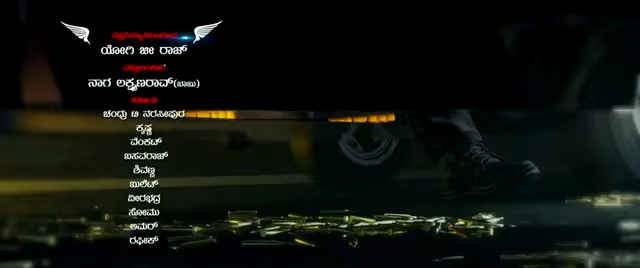 ಯೋಗಿ ಜೀ ರಾಜ್
ನಾಗ ಲಕ್ಷ್ಮಣರಾವ್ (ಬಾಬು)
ಚಂದ್ರು ಟಿ ನರಸೀಪುರ
ಕೃಷ್ಣ
ವೆಂಕಟ್
ಬಸವರಾಜ್
ಶಿವಣ್ಣ
ಬುಲೆಟ್
ವೀರಭದ್ರ
ಸೋಮು
ಅಮರ್
ರಫೀಕ್